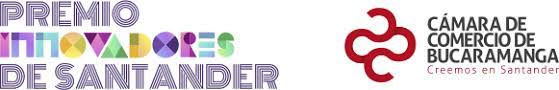 PREMIO
INNOVADORES
DE SANTANDER
CÁMARA DE
COMERCIO DE
BUCARAMANGA
Creemos en Santander